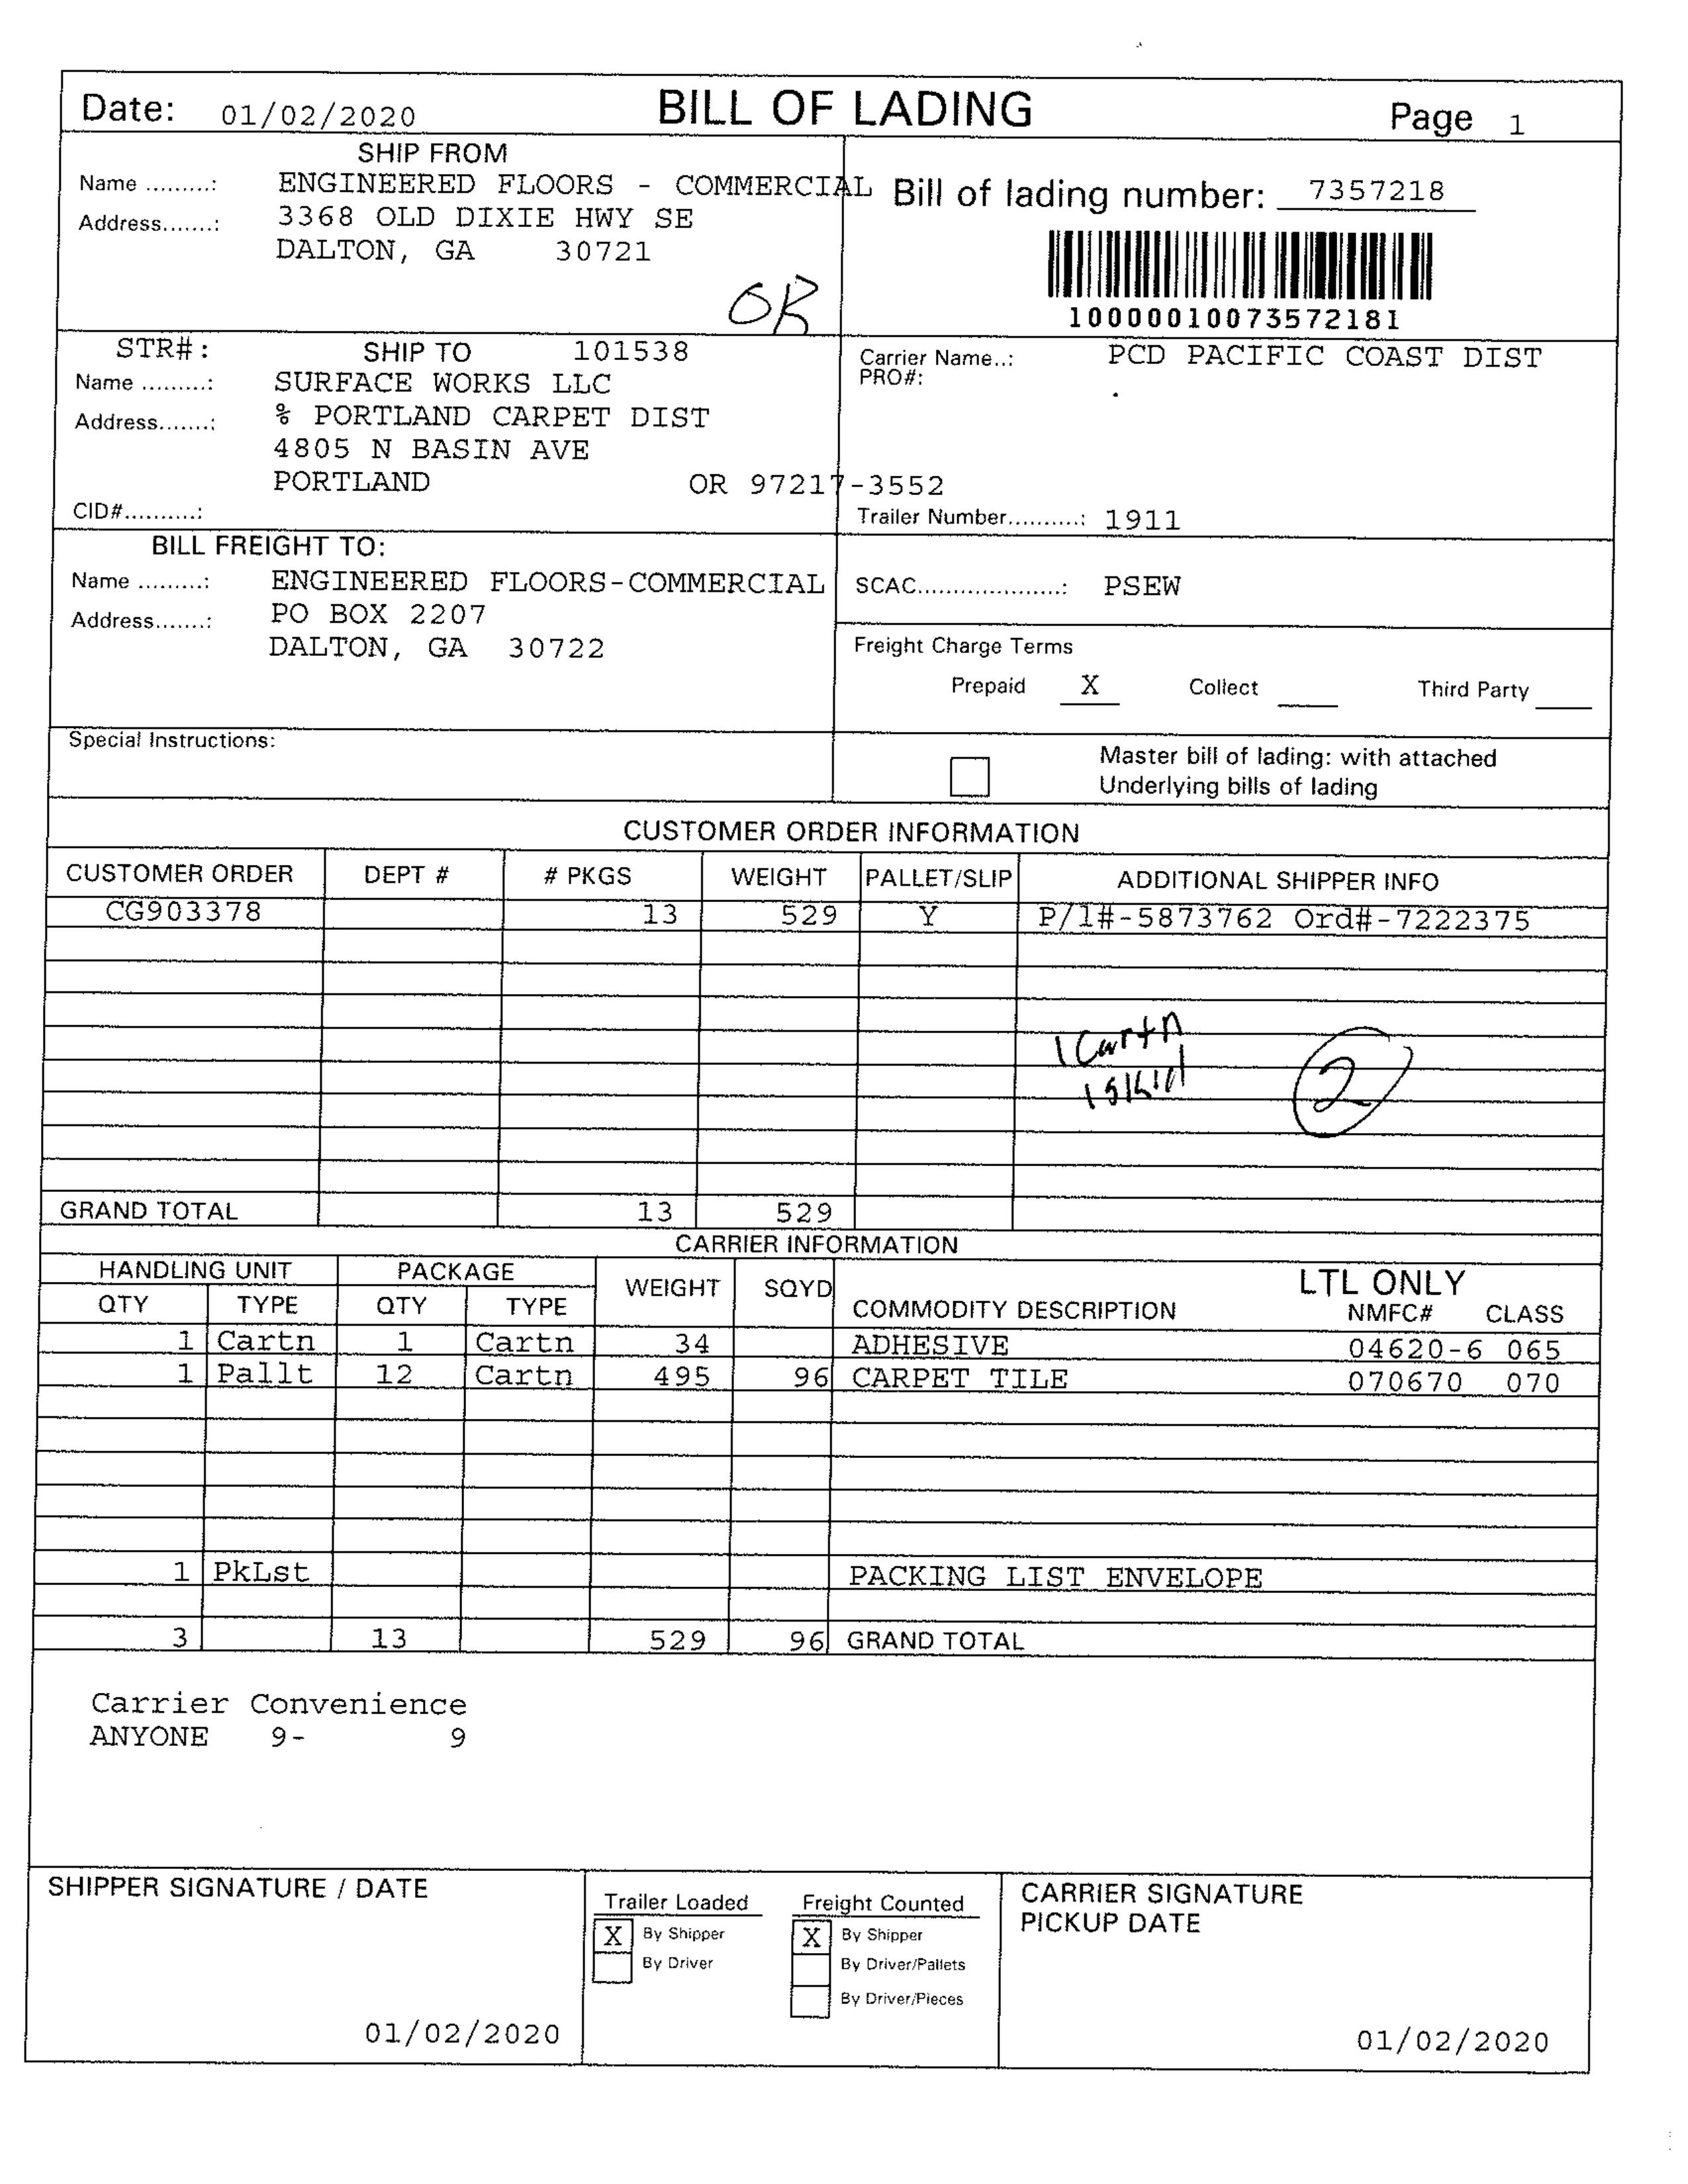 Date: 01/02/2020 BILL OF LADING Page 1
SHIP FROM
Name .........: ENGINEERED FLOORS - COMMERCIAL
Address.......: 3368 OLD DIXIE HWY SE
DALTON, GA 30721
Bill of lading number: 7357218
10000010073572181
OR
STR#: SHIP TO 101538
Name .........: SURFACE WORKS LLC
Address.......: % PORTLAND CARPET DIST
4805 N BASIN AVE
PORTLAND OR 97217-3552
CID#..........:
Carrier Name..: PCD PACIFIC COAST DIST
PRO#:
Trailer Number..........: 1911
BILL FREIGHT TO:
Name .........: ENGINEERED FLOORS-COMMERCIAL
Address.......: PO BOX 2207
DALTON, GA 30722
SCAC....................: PSEW
Freight Charge Terms
Prepaid X Collect Third Party
Special Instructions:
Master bill of lading: with attached
Underlying bills of lading
CUSTOMER ORDER INFORMATION
CUSTOMER ORDER DEPT # # PKGS WEIGHT PALLET/SLIP ADDITIONAL SHIPPER INFO
CG903378 13 529 Y P/l#-5873762 Ord#-7222375
1 Cartn
1 Skid
2
GRAND TOTAL 13 529
CARRIER INFORMATION
HANDLING UNIT PACKAGE WEIGHT SQYD LTL ONLY
QTY TYPE QTY TYPE COMMODITY DESCRIPTION NMFC# CLASS
1 Cartn 1 Cartn 34 ADHESIVE 04620-6 065
1 Pallt 12 Cartn 495 96 CARPET TILE 070670 070
1 PkLst PACKING LIST ENVELOPE
3 13 529 96 GRAND TOTAL
Carrier Convenience
ANYONE 9- 9
SHIPPER SIGNATURE / DATE
01/02/2020
Trailer Loaded
X By Shipper
By Driver
Freight Counted
X By Shipper
By Driver/Pallets
By Driver/Pieces
CARRIER SIGNATURE
PICKUP DATE
01/02/2020